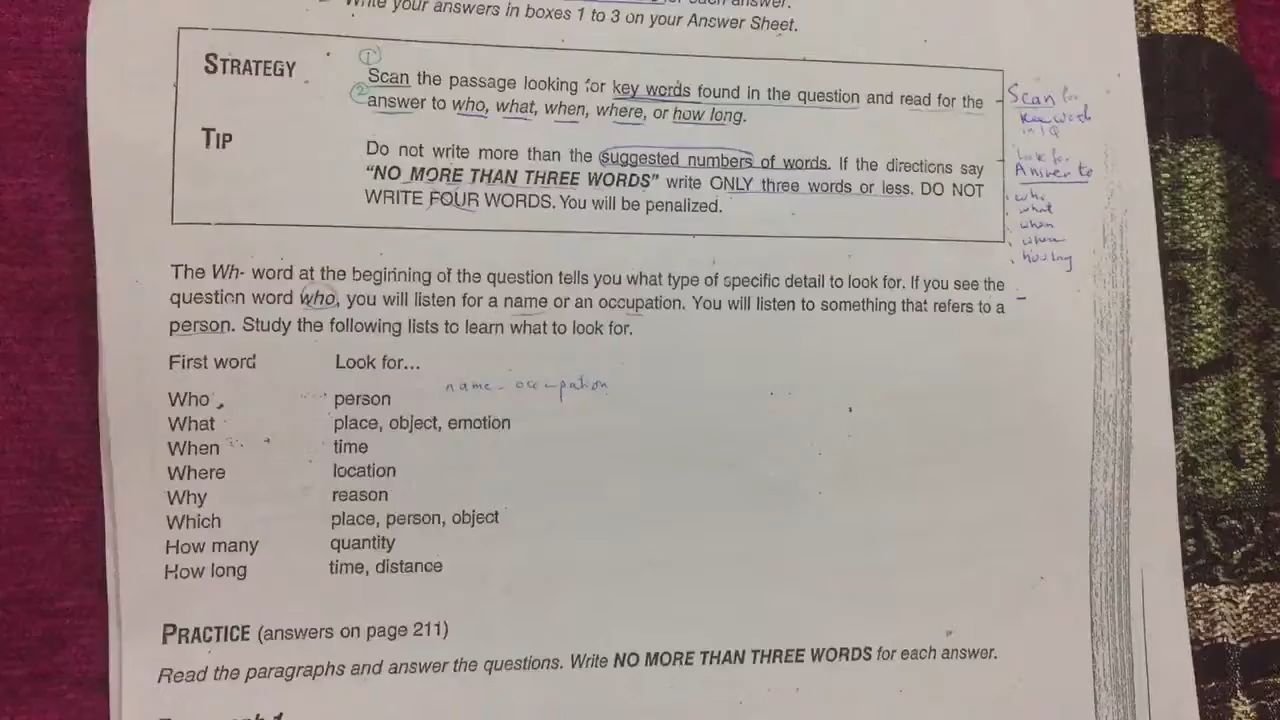 Write your answers in boxes 1 to 3 on your Answer Sheet.
STRATEGY
1
Scan the passage looking for key words found in the question and read for the
2
answer to who, what, when, where, or how long.
TIP
Do not write more than the suggested numbers of words. If the directions say
"NO MORE THAN THREE WORDS" write ONLY three words or less. DO NOT
WRITE FOUR WORDS. You will be penalized.
Scan for
key words
in
Look for
Answer to
who
what
when
where
how long
The Wh- word at the beginning of the question tells you what type of specific detail to look for. If you see the
question word who, you will listen for a name or an occupation. You will listen to something that refers to a
person. Study the following lists to learn what to look for.
First word Look for...
name - occupation
Who person
What place, object, emotion
When time
Where location
Why reason
Which place, person, object
How many quantity
How long time, distance
PRACTICE (answers on page 211)
Read the paragraphs and answer the questions. Write NO MORE THAN THREE WORDS for each answer.